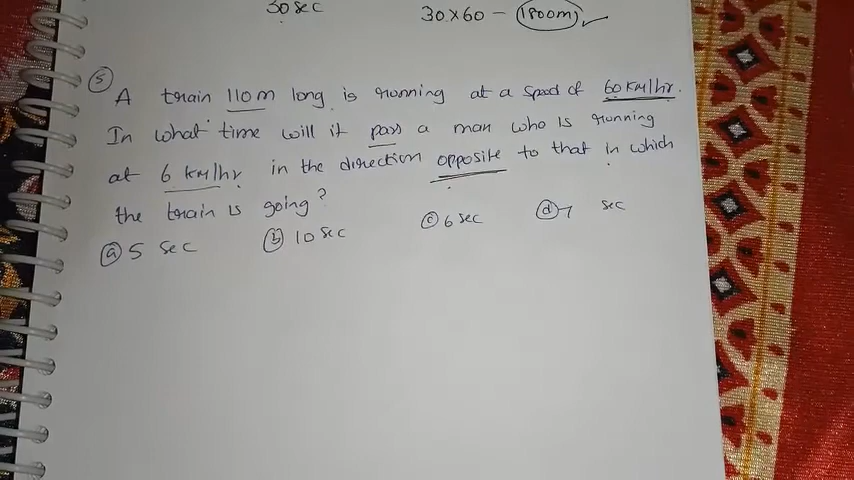 30 sec 30×60 - 1800m
⑤ A train 110m long is running at a speed of 60 KM/hr.
In what time will it pass a man who is running
at 6 KM/hr in the direction opposite to that in which
the train is going?
ⓐ 5 sec ⓑ 10 sec ⓒ 6 sec ⓓ 7 sec